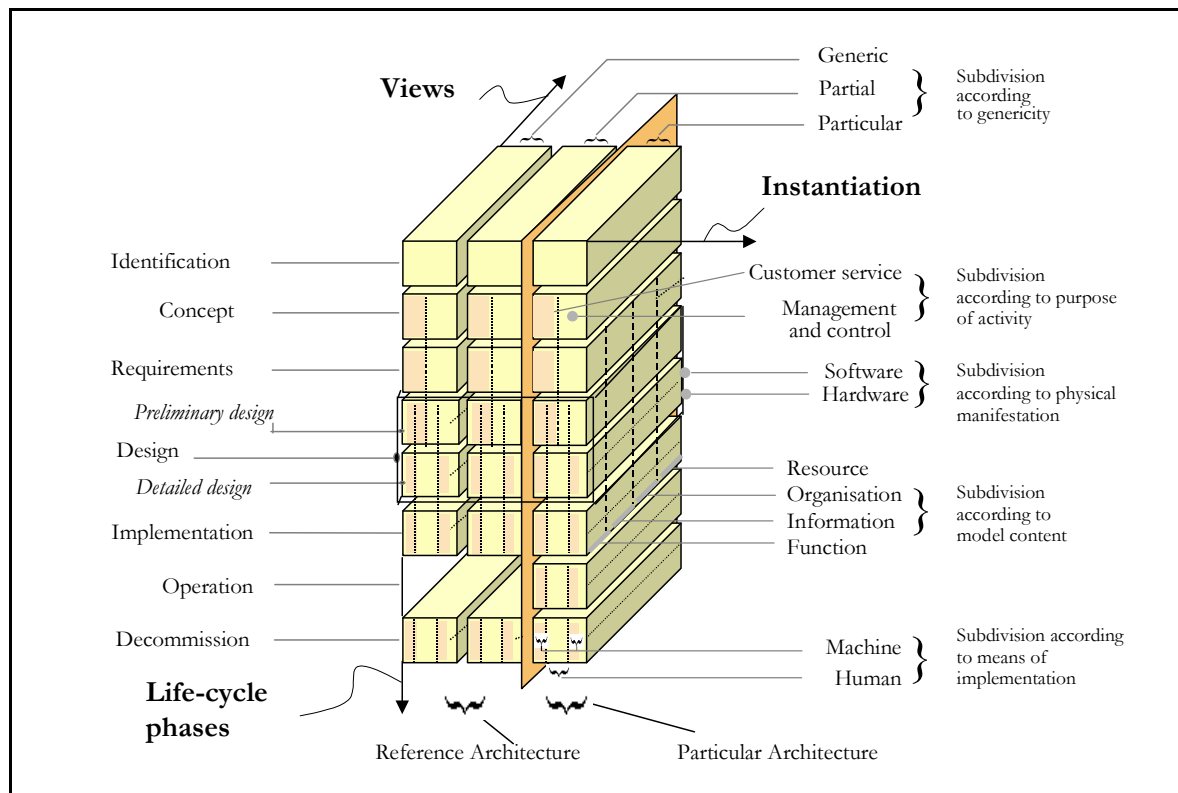 Generic
Views
Partial
Particular
Subdivision
according
to genericity
Instantiation
Identification
Concept
Requirements
Preliminary design
Design
Detailed design
Implementation
Operation
Decommission
Customer service
Management
and control
Subdivision
according to purpose
of activity
Software
Hardware
Subdivision
according to physical
manifestation
Resource
Organisation
Information
Function
Subdivision
according to
model content
Machine
Human
Subdivision according
to means of
implementation
Life-cycle
phases
Reference Architecture
Particular Architecture